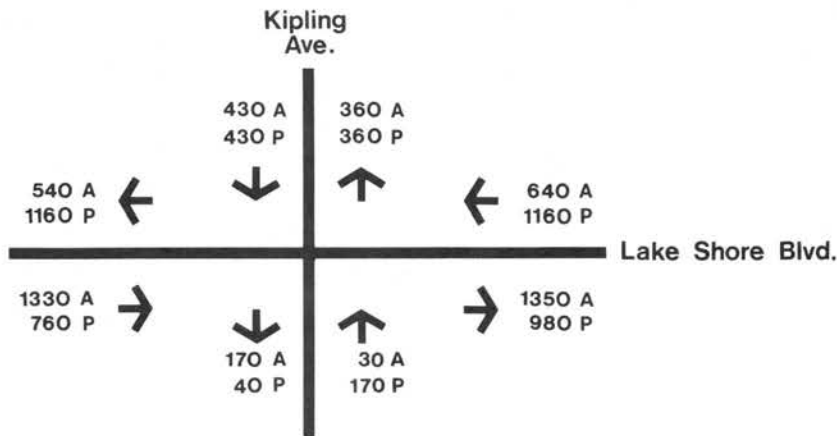 Kipling
Ave.
430 A
430 P
360 A
360 P
540 A
1160 P
640 A
1160 P
Lake Shore Blvd.
1330 A
760 P
1350 A
980 P
170 A
40 P
30 A
170 P